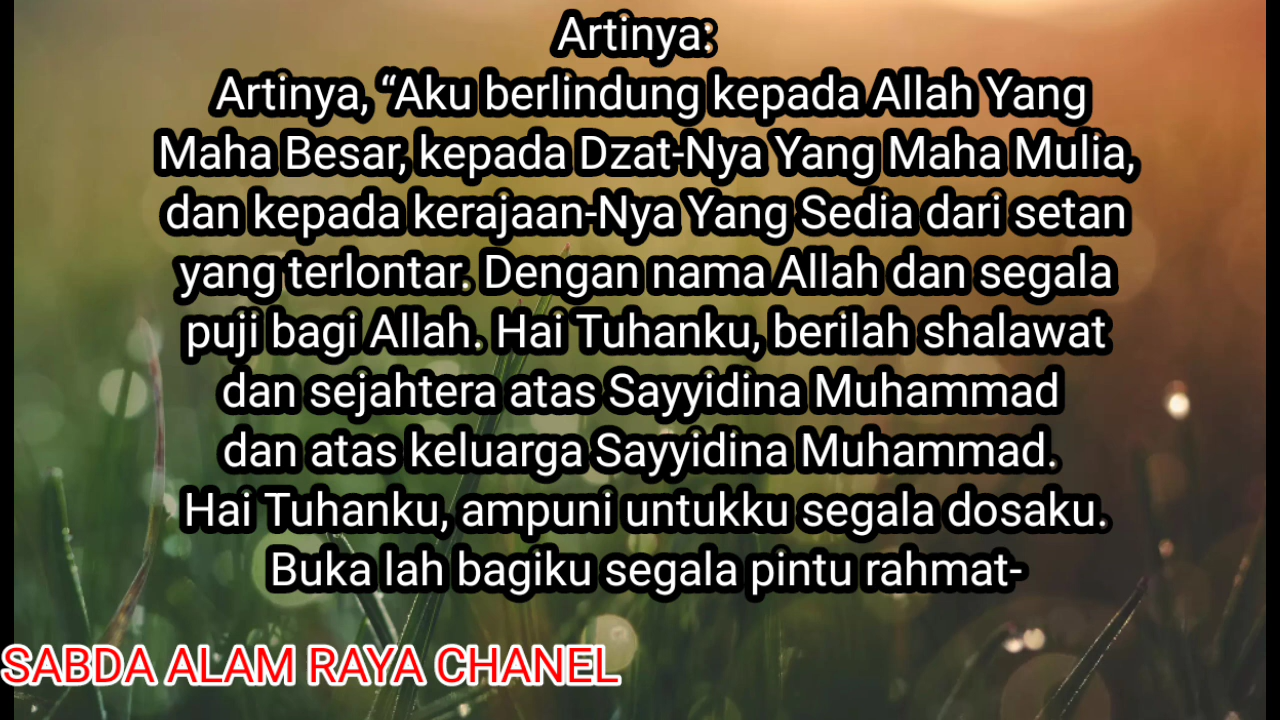 Artinya:
Artinya, “Aku berlindung kepada Allah Yang
Maha Besar, kepada Dzat-Nya Yang Maha Mulia,
dan kepada kerajaan-Nya Yang Sedia dari setan
yang terlontar. Dengan nama Allah dan segala
puji bagi Allah. Hai Tuhanku, berilah shalawat
dan sejahtera atas Sayyidina Muhammad
dan atas keluarga Sayyidina Muhammad.
Hai Tuhanku, ampuni untukku segala dosaku.
Buka lah bagiku segala pintu rahmat-
SABDA ALAM RAYA CHANEL